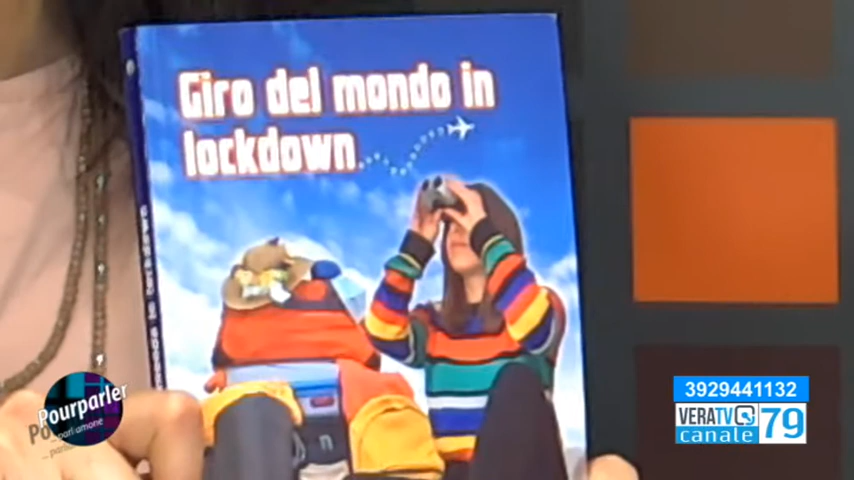 Giro del mondo in
lockdown
Pourparler
3929441132
VERATV
canale 79